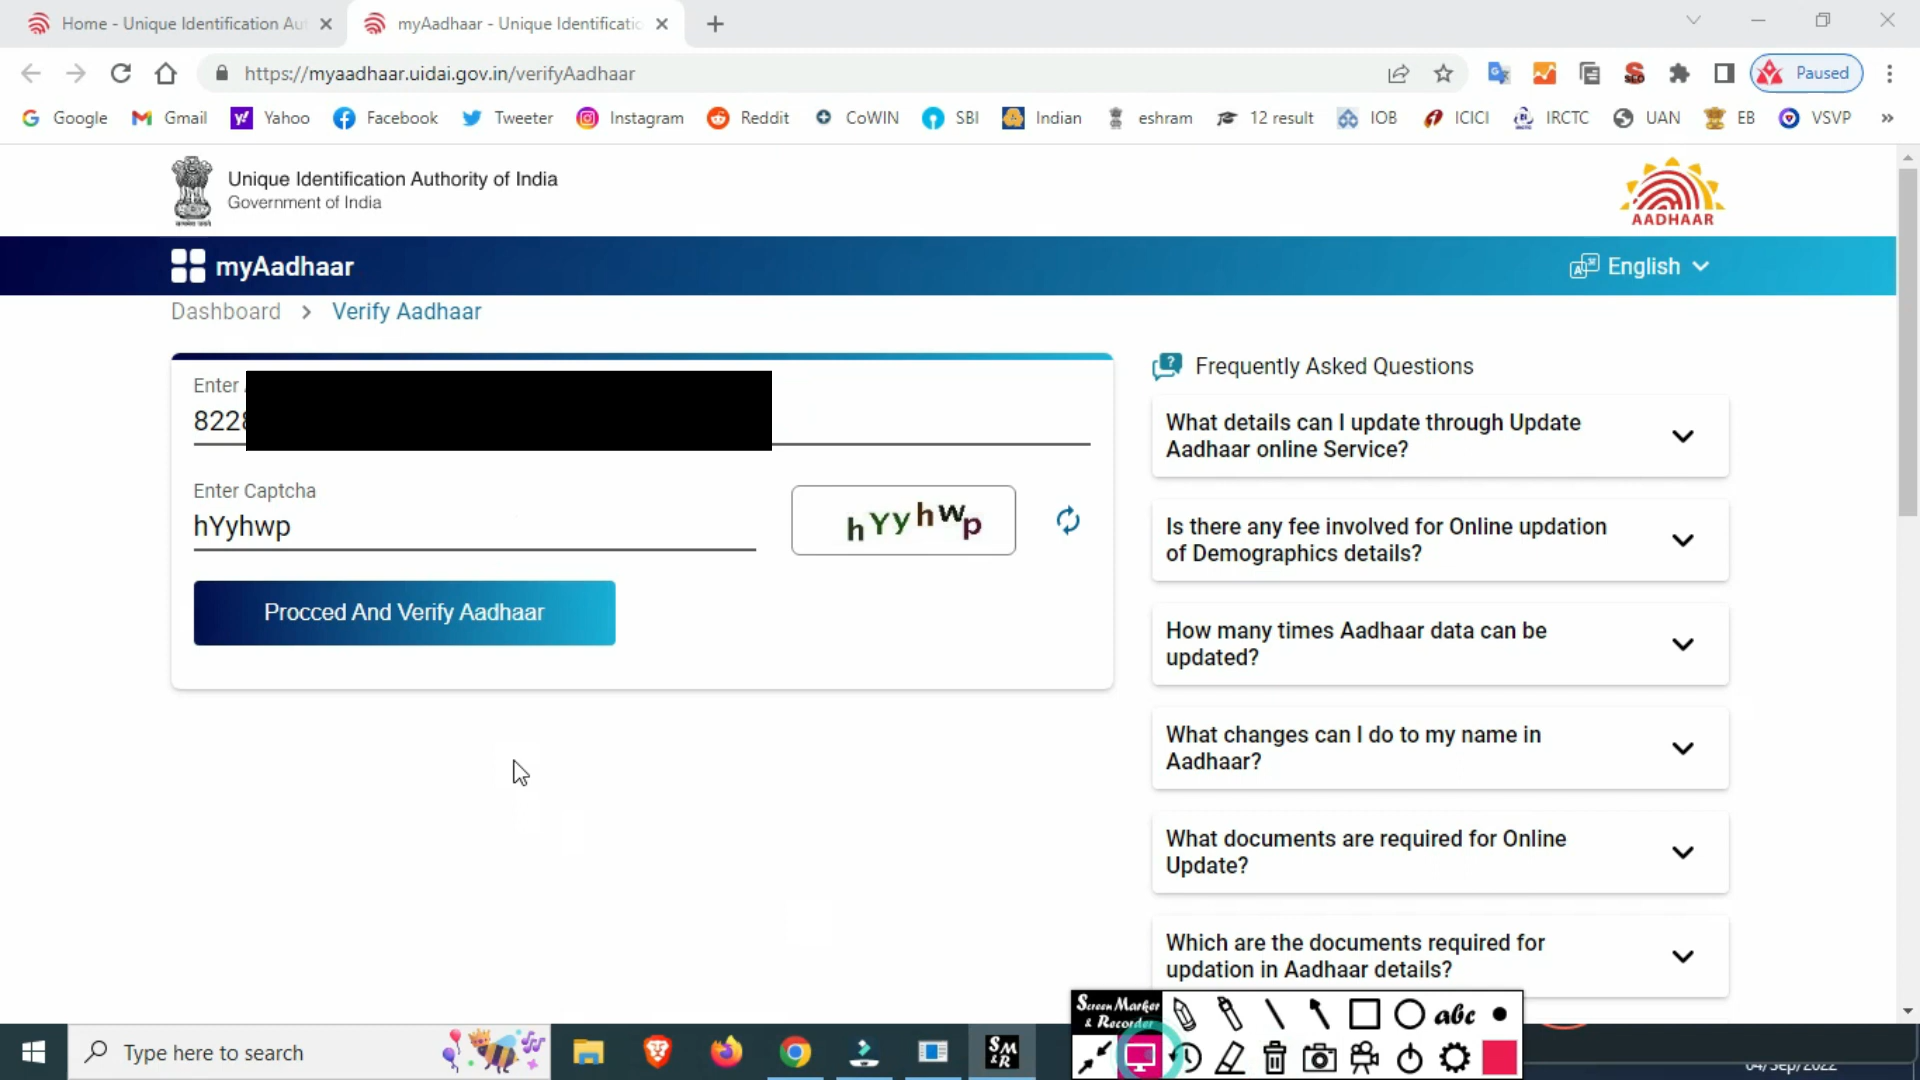 Home - Unique Identification Au
myAadhaar - Unique Identificatio
https://myaadhaar.uidai.gov.in/verifyAadhaar
Paused
Google
Gmail
Yahoo
Facebook
Tweeter
Instagram
Reddit
CoWIN
SBI
Indian
eshram
12 result
IOB
ICICI
IRCTC
UAN
EB
VSVP
»
Unique Identification Authority of India
Government of India
AADHAAR
myAadhaar
English
Dashboard > Verify Aadhaar
Enter
8228
Enter Captcha
hYyhwp
hYyhwp
Procced And Verify Aadhaar
Frequently Asked Questions
What details can I update through Update
Aadhaar online Service?
Is there any fee involved for Online updation
of Demographics details?
How many times Aadhaar data can be
updated?
What changes can I do to my name in
Aadhaar?
What documents are required for Online
Update?
Which are the documents required for
updation in Aadhaar details?
Screen Marker
& Recorder
abc
Type here to search
SM
&R
04/Sep/2022